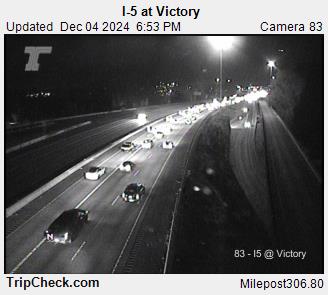 I-5 at Victory
Updated Dec 04 2024 6:53 PM Camera 83
T
83 - I5 @ Victory
TripCheck.com Milepost306.80